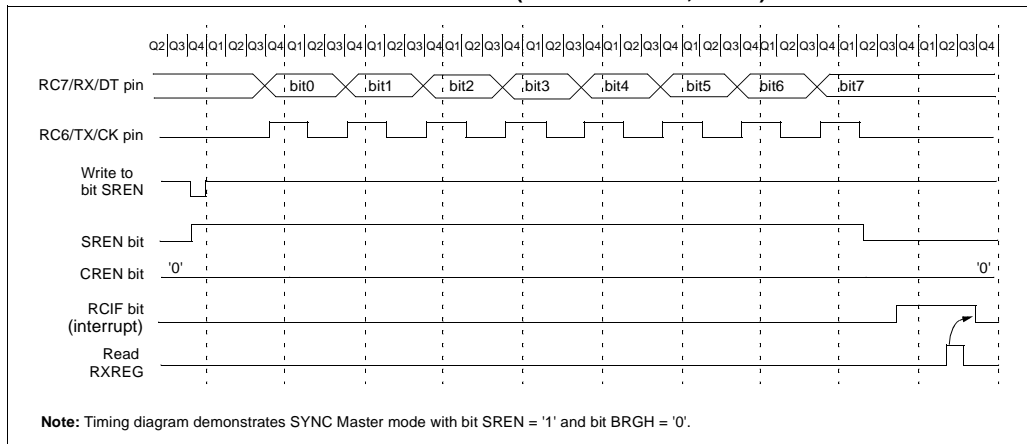 Q2 Q3 Q4 Q1 Q2 Q3 Q4 Q1 Q2 Q3 Q4 Q1 Q2 Q3 Q4 Q1 Q2 Q3 Q4 Q1 Q2 Q3 Q4 Q1 Q2 Q3 Q4 Q1 Q2 Q3 Q4 Q1 Q2 Q3 Q4 Q1 Q2 Q3 Q4 Q1 Q2 Q3 Q4
RC7/RX/DT pin bit0 bit1 bit2 bit3 bit4 bit5 bit6 bit7
RC6/TX/CK pin
Write to
bit SREN
SREN bit
CREN bit '0' '0'
RCIF bit
(interrupt)
Read
RXREG
Note: Timing diagram demonstrates SYNC Master mode with bit SREN = '1' and bit BRGH = '0'.